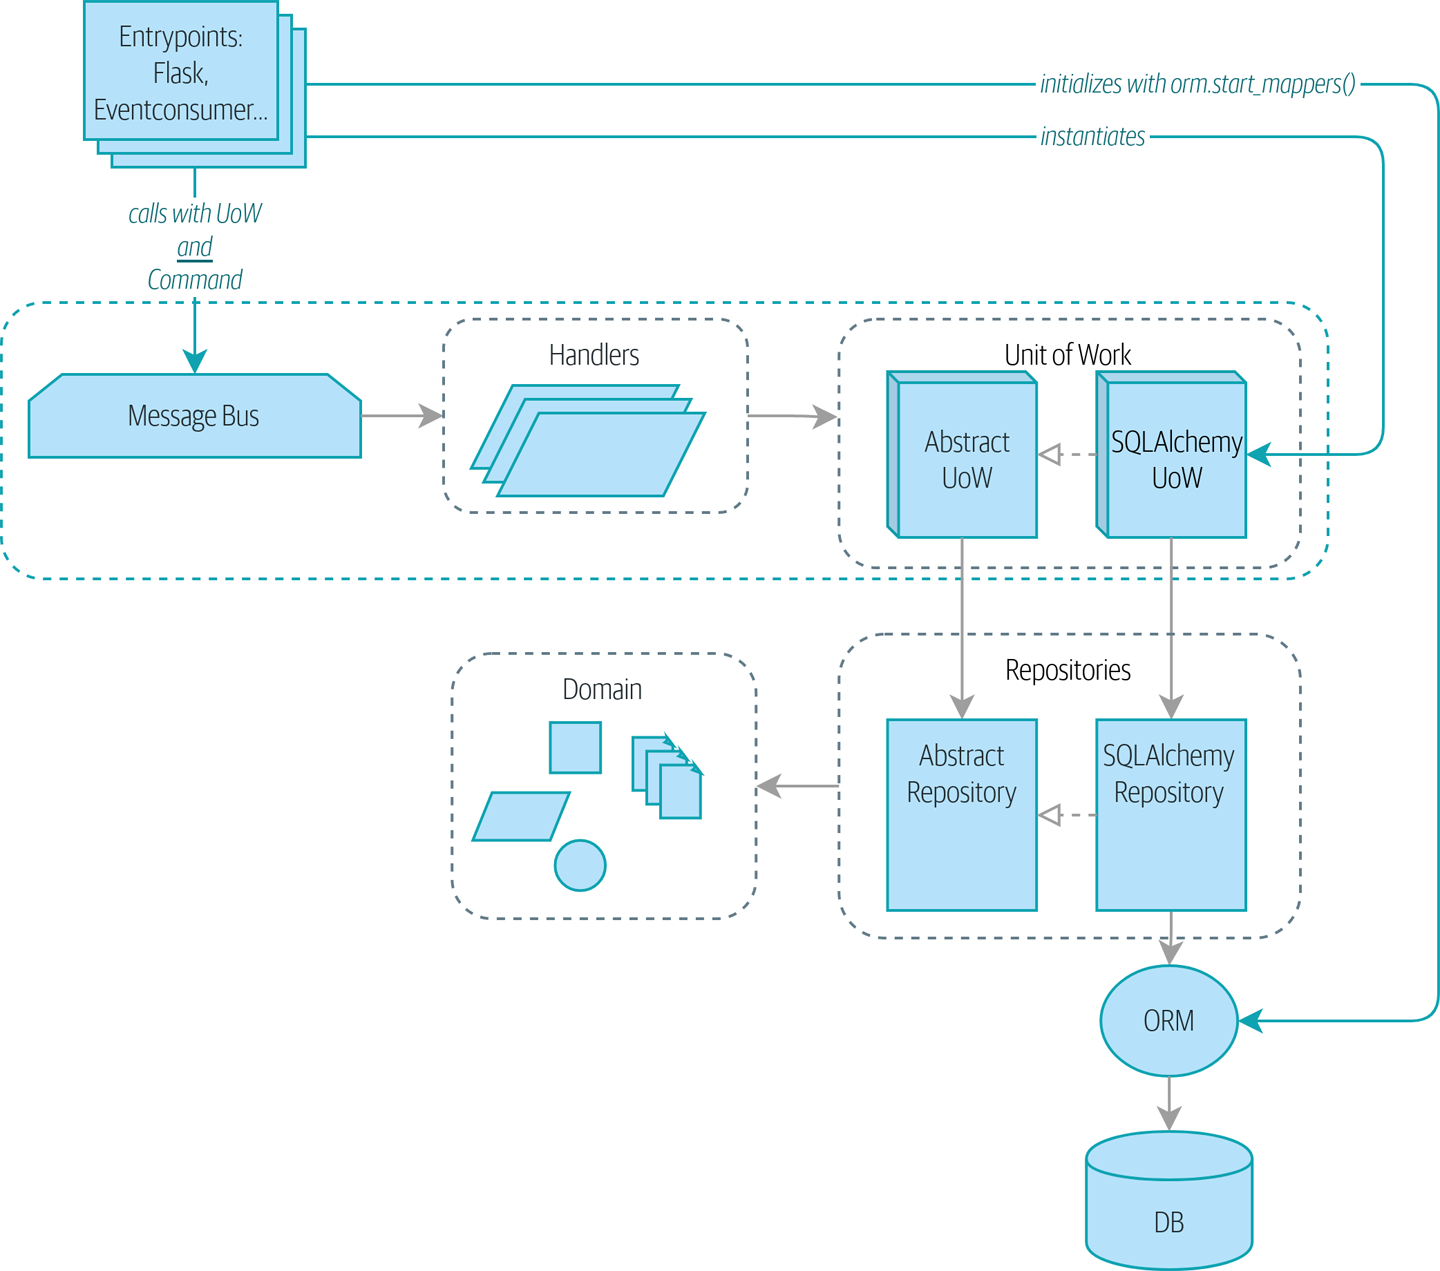 Entrypoints:
Flask,
Eventconsumer...
initializes with orm.start_mappers()
instantiates
calls with UoW
and
Command
Message Bus
Handlers
Unit of Work
Abstract
UoW
SQLAlchemy
UoW
Domain
Repositories
Abstract
Repository
SQLAlchemy
Repository
ORM
DB